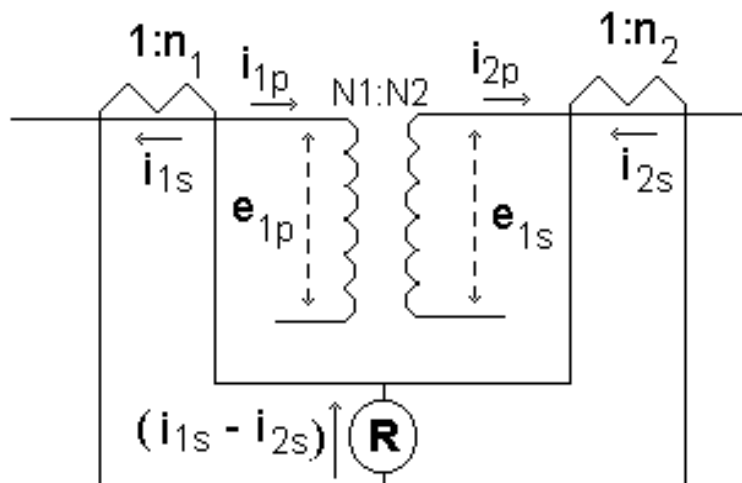 1:n1
1:n2
i1p
N1:N2
i2p
i1s
i2s
e1p
e1s
(i1s - i2s)
R